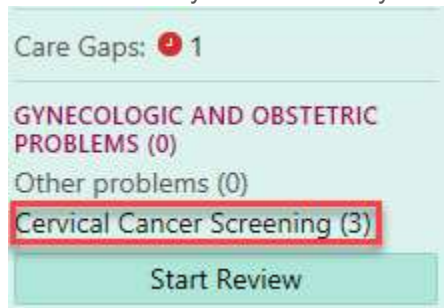 Care Gaps: 1
GYNECOLOGIC AND OBSTETRIC
PROBLEMS (0)
Other problems (0)
Cervical Cancer Screening (3)
Start Review